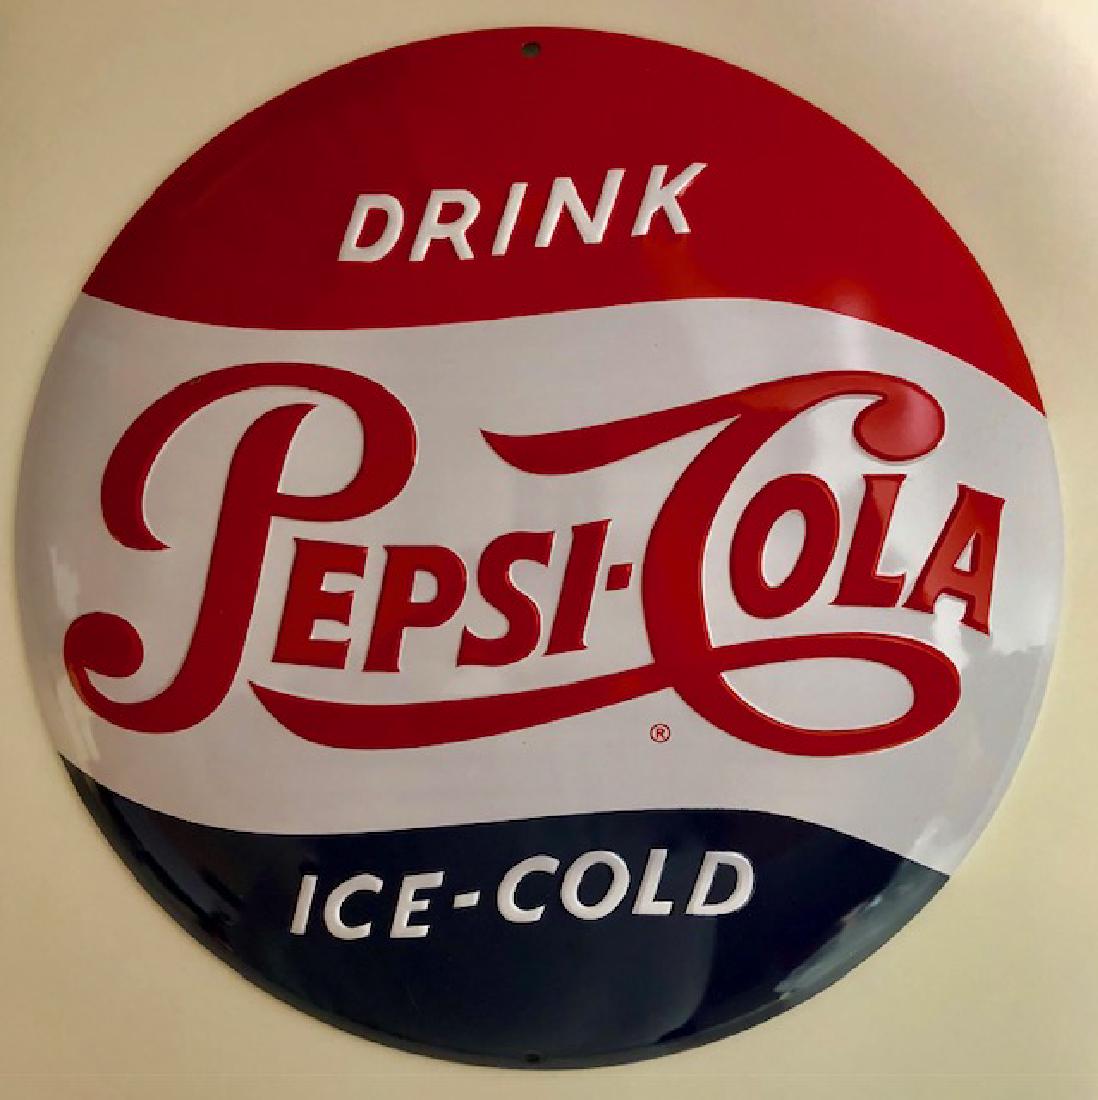 DRINK
PEPSI-COLA
®
ICE-COLD